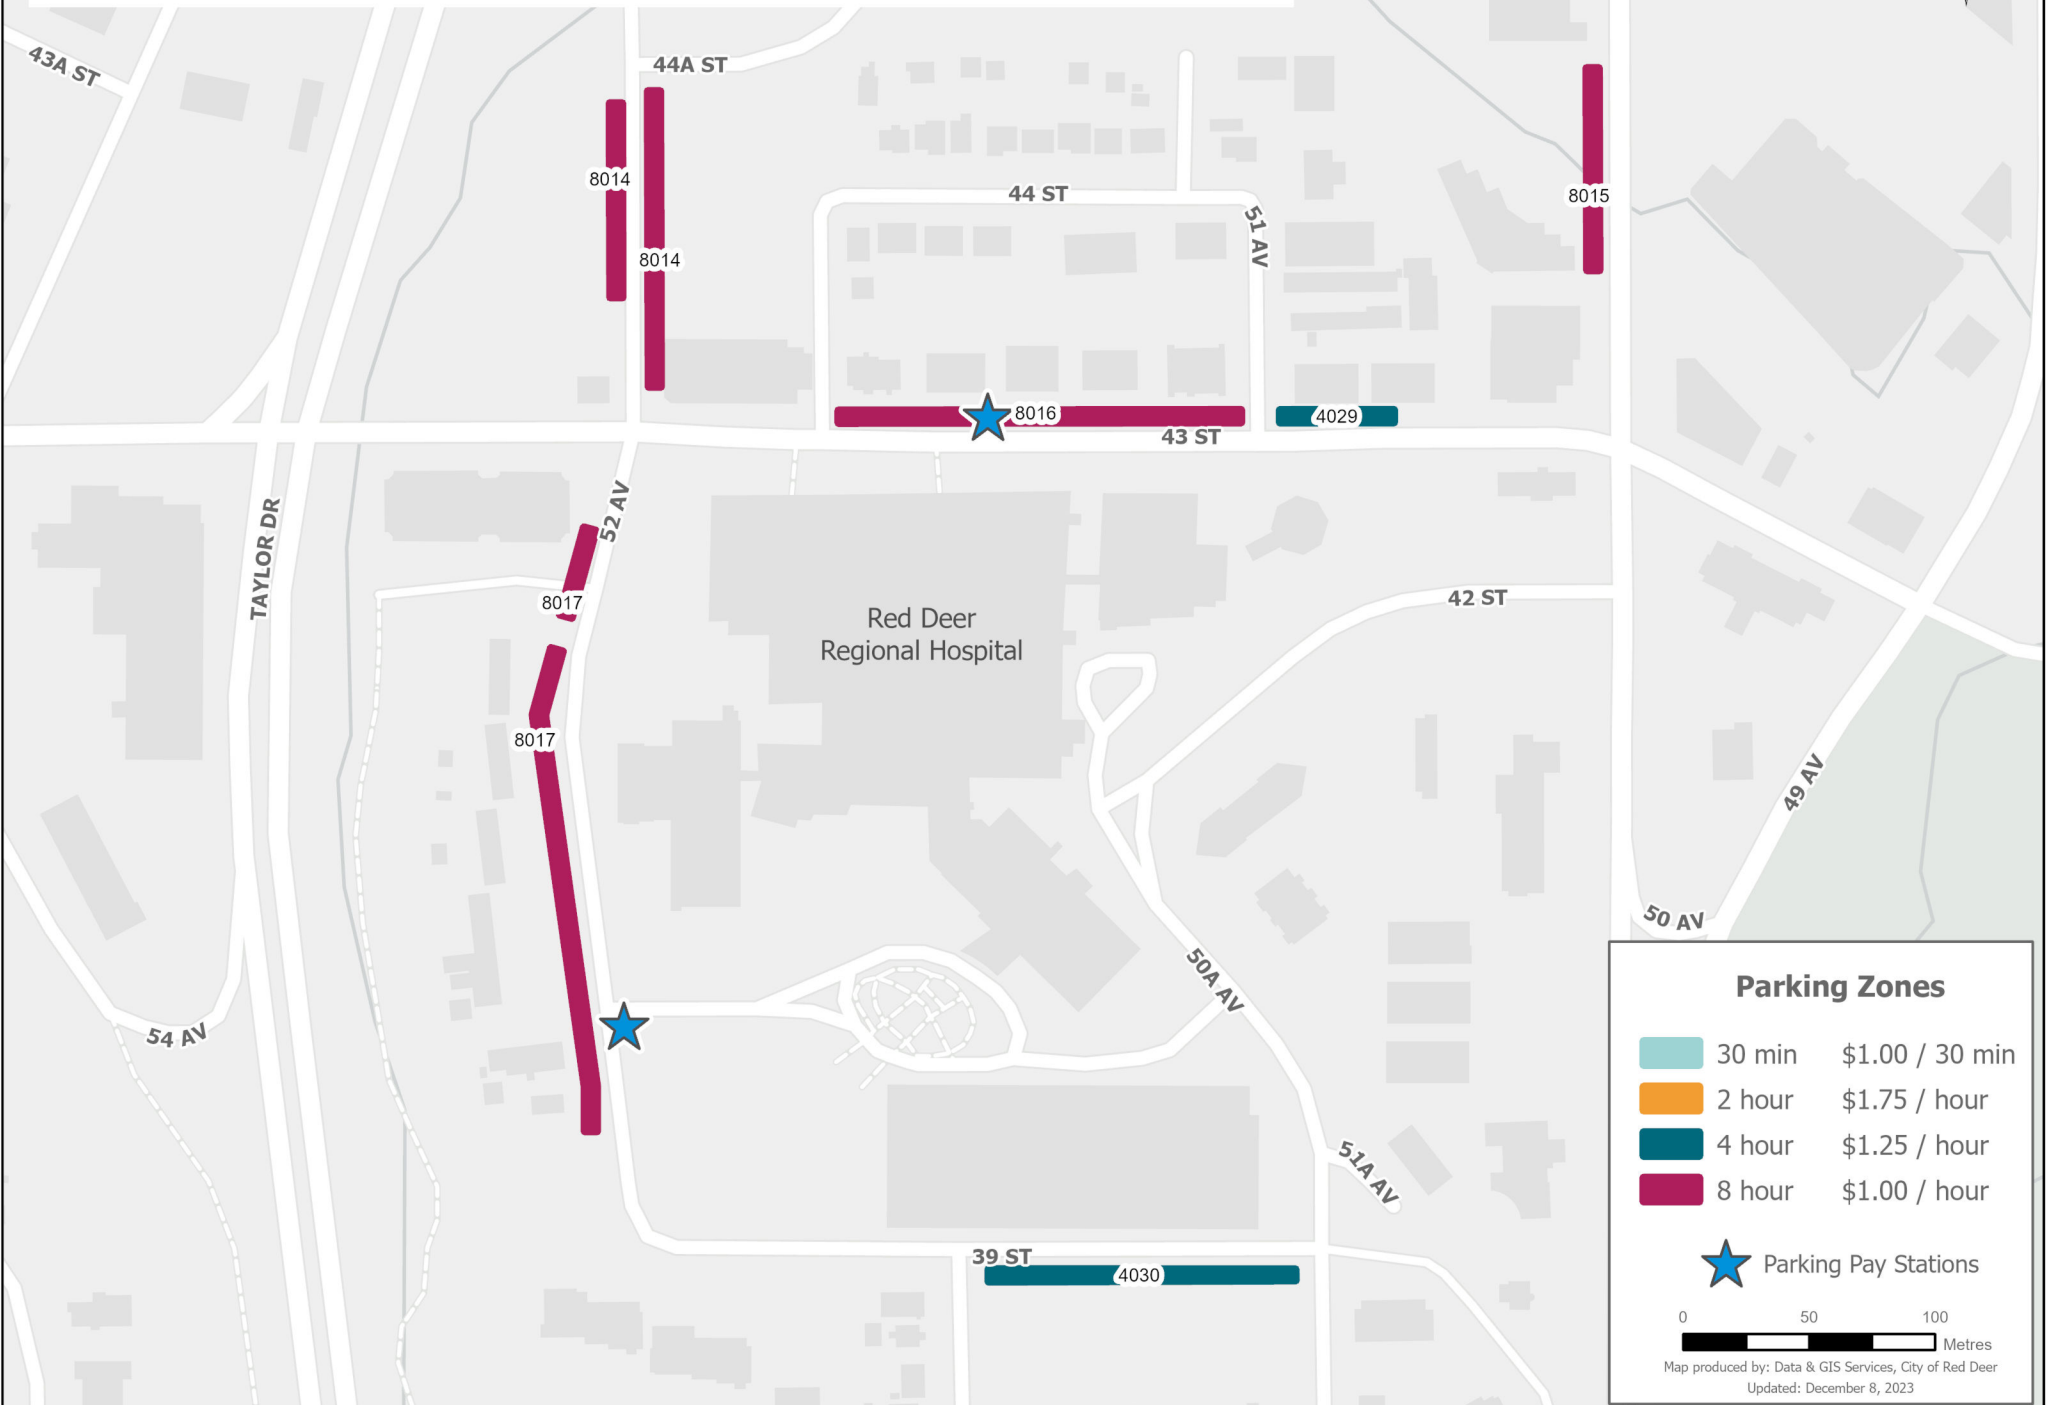 43A ST
44A ST
8014
8014
8015
44 ST
51 AV
8016
4029
43 ST
52 AV
TAYLOR DR
8017
Red Deer
Regional Hospital
42 ST
8017
49 AV
50 AV
50A AV
54 AV
51A AV
39 ST
4030
Parking Zones
30 min $1.00 / 30 min
2 hour $1.75 / hour
4 hour $1.25 / hour
8 hour $1.00 / hour
Parking Pay Stations
0 50 100
Metres
Map produced by: Data & GIS Services, City of Red Deer
Updated: December 8, 2023